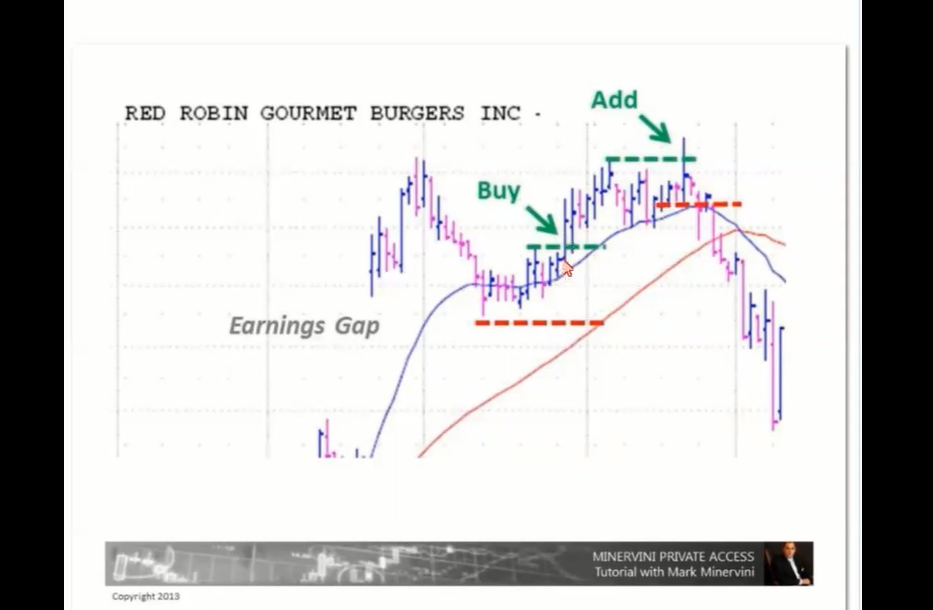 Add
RED ROBIN GOURMET BURGERS INC -
Buy
Earnings Gap
MINERVINI PRIVATE ACCESS
Tutorial with Mark Minervini
Copyright 2013